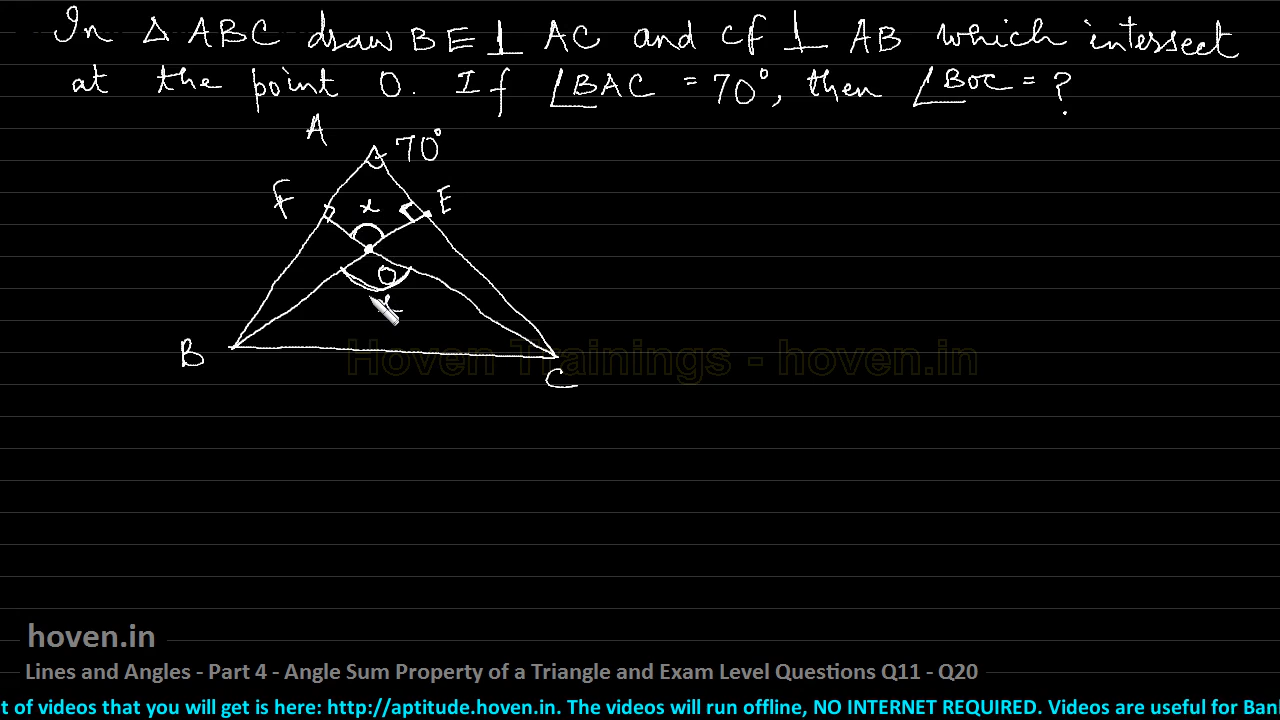 In Δ ABC draw BE ⊥ AC and CF ⊥ AB which interssect
at the point O. If ∠BAC = 70°, then ∠BOC = ?
A
70°
F
x
E
O
x
B
Hoven Trainings - hoven.in
C
hoven.in
Lines and Angles - Part 4 - Angle Sum Property of a Triangle and Exam Level Questions Q11 - Q20
t of videos that you will get is here: http://aptitude.hoven.in. The videos will run offline, NO INTERNET REQUIRED. Videos are useful for Ban